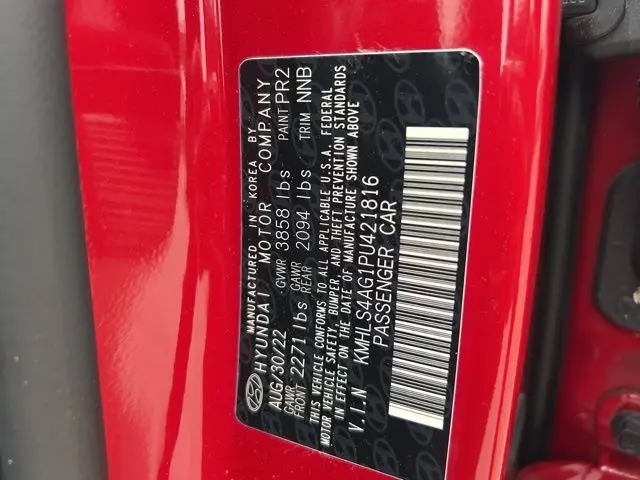 MANUFACTURED IN KOREA BY
HYUNDAI MOTOR COMPANY
AUG/30/22 GVWR 3858 lbs PAINT PR2
GAWR FRONT 2271 lbs GAWR REAR 2094 lbs TRIM NNB
THIS VEHICLE CONFORMS TO ALL APPLICABLE U.S.A. FEDERAL
MOTOR VEHICLE SAFETY, BUMPER, AND THEFT PREVENTION STANDARDS
IN EFFECT ON THE DATE OF MANUFACTURE SHOWN ABOVE
V.I.N KMHLS4AG1PU421816
PASSENGER CAR